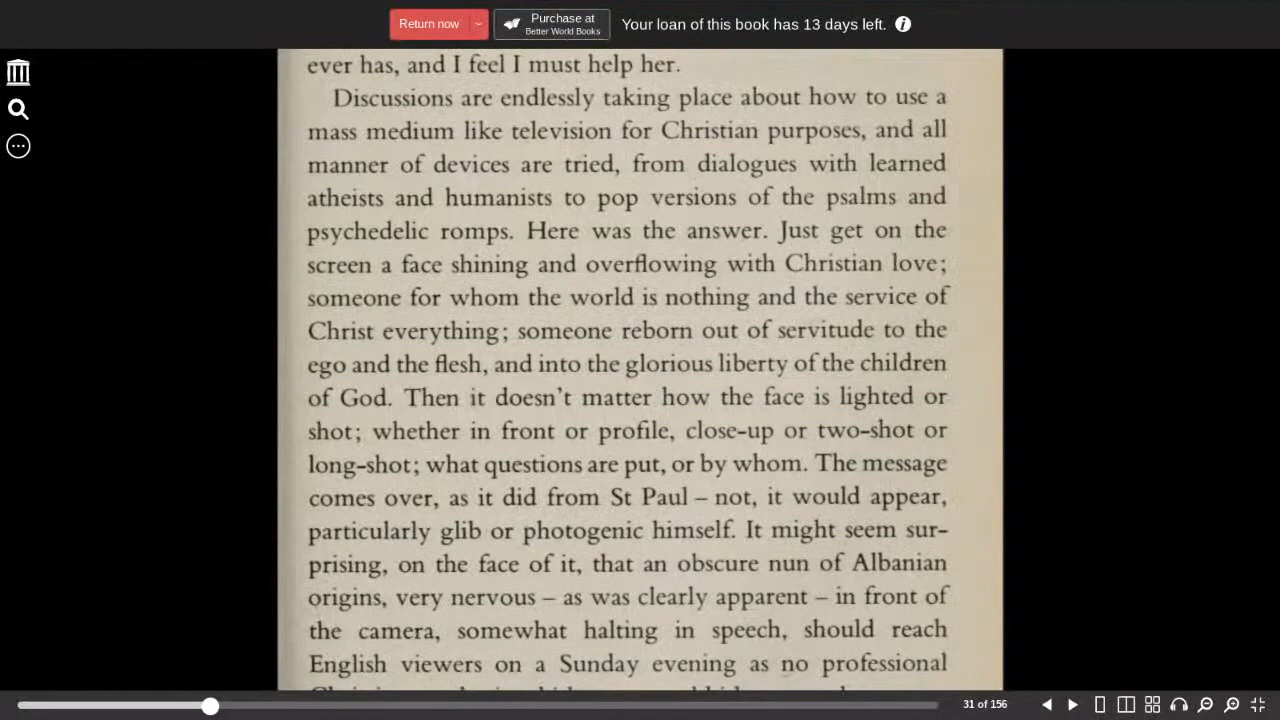 Return now
Purchase at
Better World Books
Your loan of this book has 13 days left.
ever has, and I feel I must help her.
Discussions are endlessly taking place about how to use a
mass medium like television for Christian purposes, and all
manner of devices are tried, from dialogues with learned
atheists and humanists to pop versions of the psalms and
psychedelic romps. Here was the answer. Just get on the
screen a face shining and overflowing with Christian love;
someone for whom the world is nothing and the service of
Christ everything; someone reborn out of servitude to the
ego and the flesh, and into the glorious liberty of the children
of God. Then it doesn't matter how the face is lighted or
shot; whether in front or profile, close-up or two-shot or
long-shot; what questions are put, or by whom. The message
comes over, as it did from St Paul – not, it would appear,
particularly glib or photogenic himself. It might seem sur-
prising, on the face of it, that an obscure nun of Albanian
origins, very nervous – as was clearly apparent – in front of
the camera, somewhat halting in speech, should reach
English viewers on a Sunday evening as no professional
31 of 156